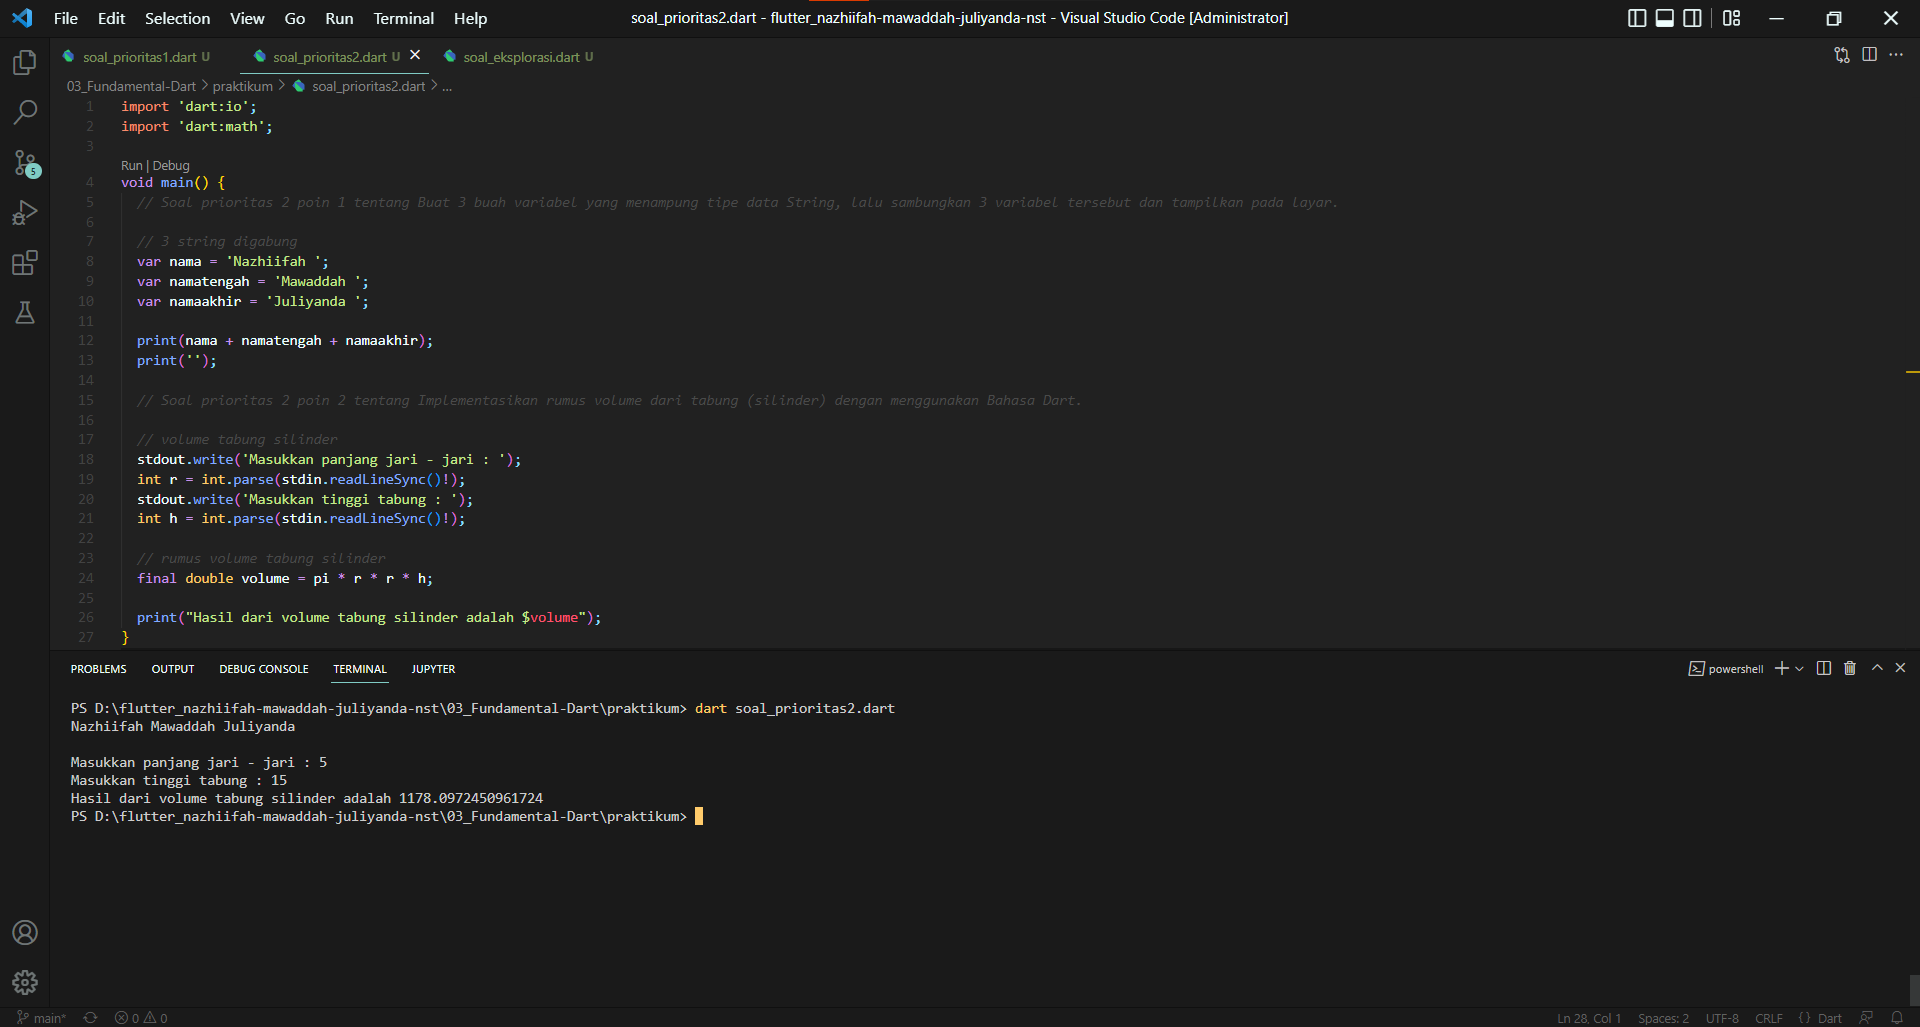 File Edit Selection View Go Run Terminal Help soal_prioritas2.dart - flutter_nazhiifah-mawaddah-juliyanda-nst - Visual Studio Code [Administrator]
soal_prioritas1.dart U soal_prioritas2.dart U soal_eksplorasi.dart U
03_Fundamental-Dart > praktikum > soal_prioritas2.dart > ...
1 import 'dart:io';
2 import 'dart:math';
3
Run | Debug
4 void main() {
5 // Soal prioritas 2 poin 1 tentang Buat 3 buah variabel yang menampung tipe data String, lalu sambungkan 3 variabel tersebut dan tampilkan pada layar.
6
7 // 3 string digabung
8 var nama = 'Nazhiifah ';
9 var namatengah = 'Mawaddah ';
10 var namaakhir = 'Juliyanda ';
11
12 print(nama + namatengah + namaakhir);
13 print('');
14
15 // Soal prioritas 2 poin 2 tentang Implementasikan rumus volume dari tabung (silinder) dengan menggunakan Bahasa Dart.
16
17 // volume tabung silinder
18 stdout.write('Masukkan panjang jari - jari : ');
19 int r = int.parse(stdin.readLineSync()!);
20 stdout.write('Masukkan tinggi tabung : ');
21 int h = int.parse(stdin.readLineSync()!);
22
23 // rumus volume tabung silinder
24 final double volume = pi * r * r * h;
25
26 print("Hasil dari volume tabung silinder adalah $volume");
27 }
5
PROBLEMS OUTPUT DEBUG CONSOLE TERMINAL JUPYTER powershell
PS D:\flutter_nazhiifah-mawaddah-juliyanda-nst\03_Fundamental-Dart\praktikum> dart soal_prioritas2.dart
Nazhiifah Mawaddah Juliyanda
Masukkan panjang jari - jari : 5
Masukkan tinggi tabung : 15
Hasil dari volume tabung silinder adalah 1178.0972450961724
PS D:\flutter_nazhiifah-mawaddah-juliyanda-nst\03_Fundamental-Dart\praktikum>
main* 0 0 Ln 28, Col 1 Spaces: 2 UTF-8 CRLF {} Dart